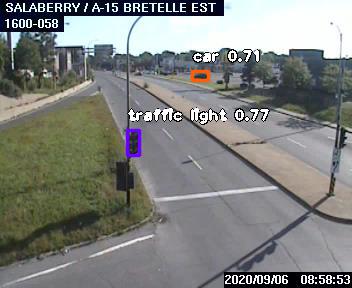 SALABERRY / A-15 BRETELLE EST
1600-058
car 0.71
traffic light 0.77
2020/09/06 08:58:53